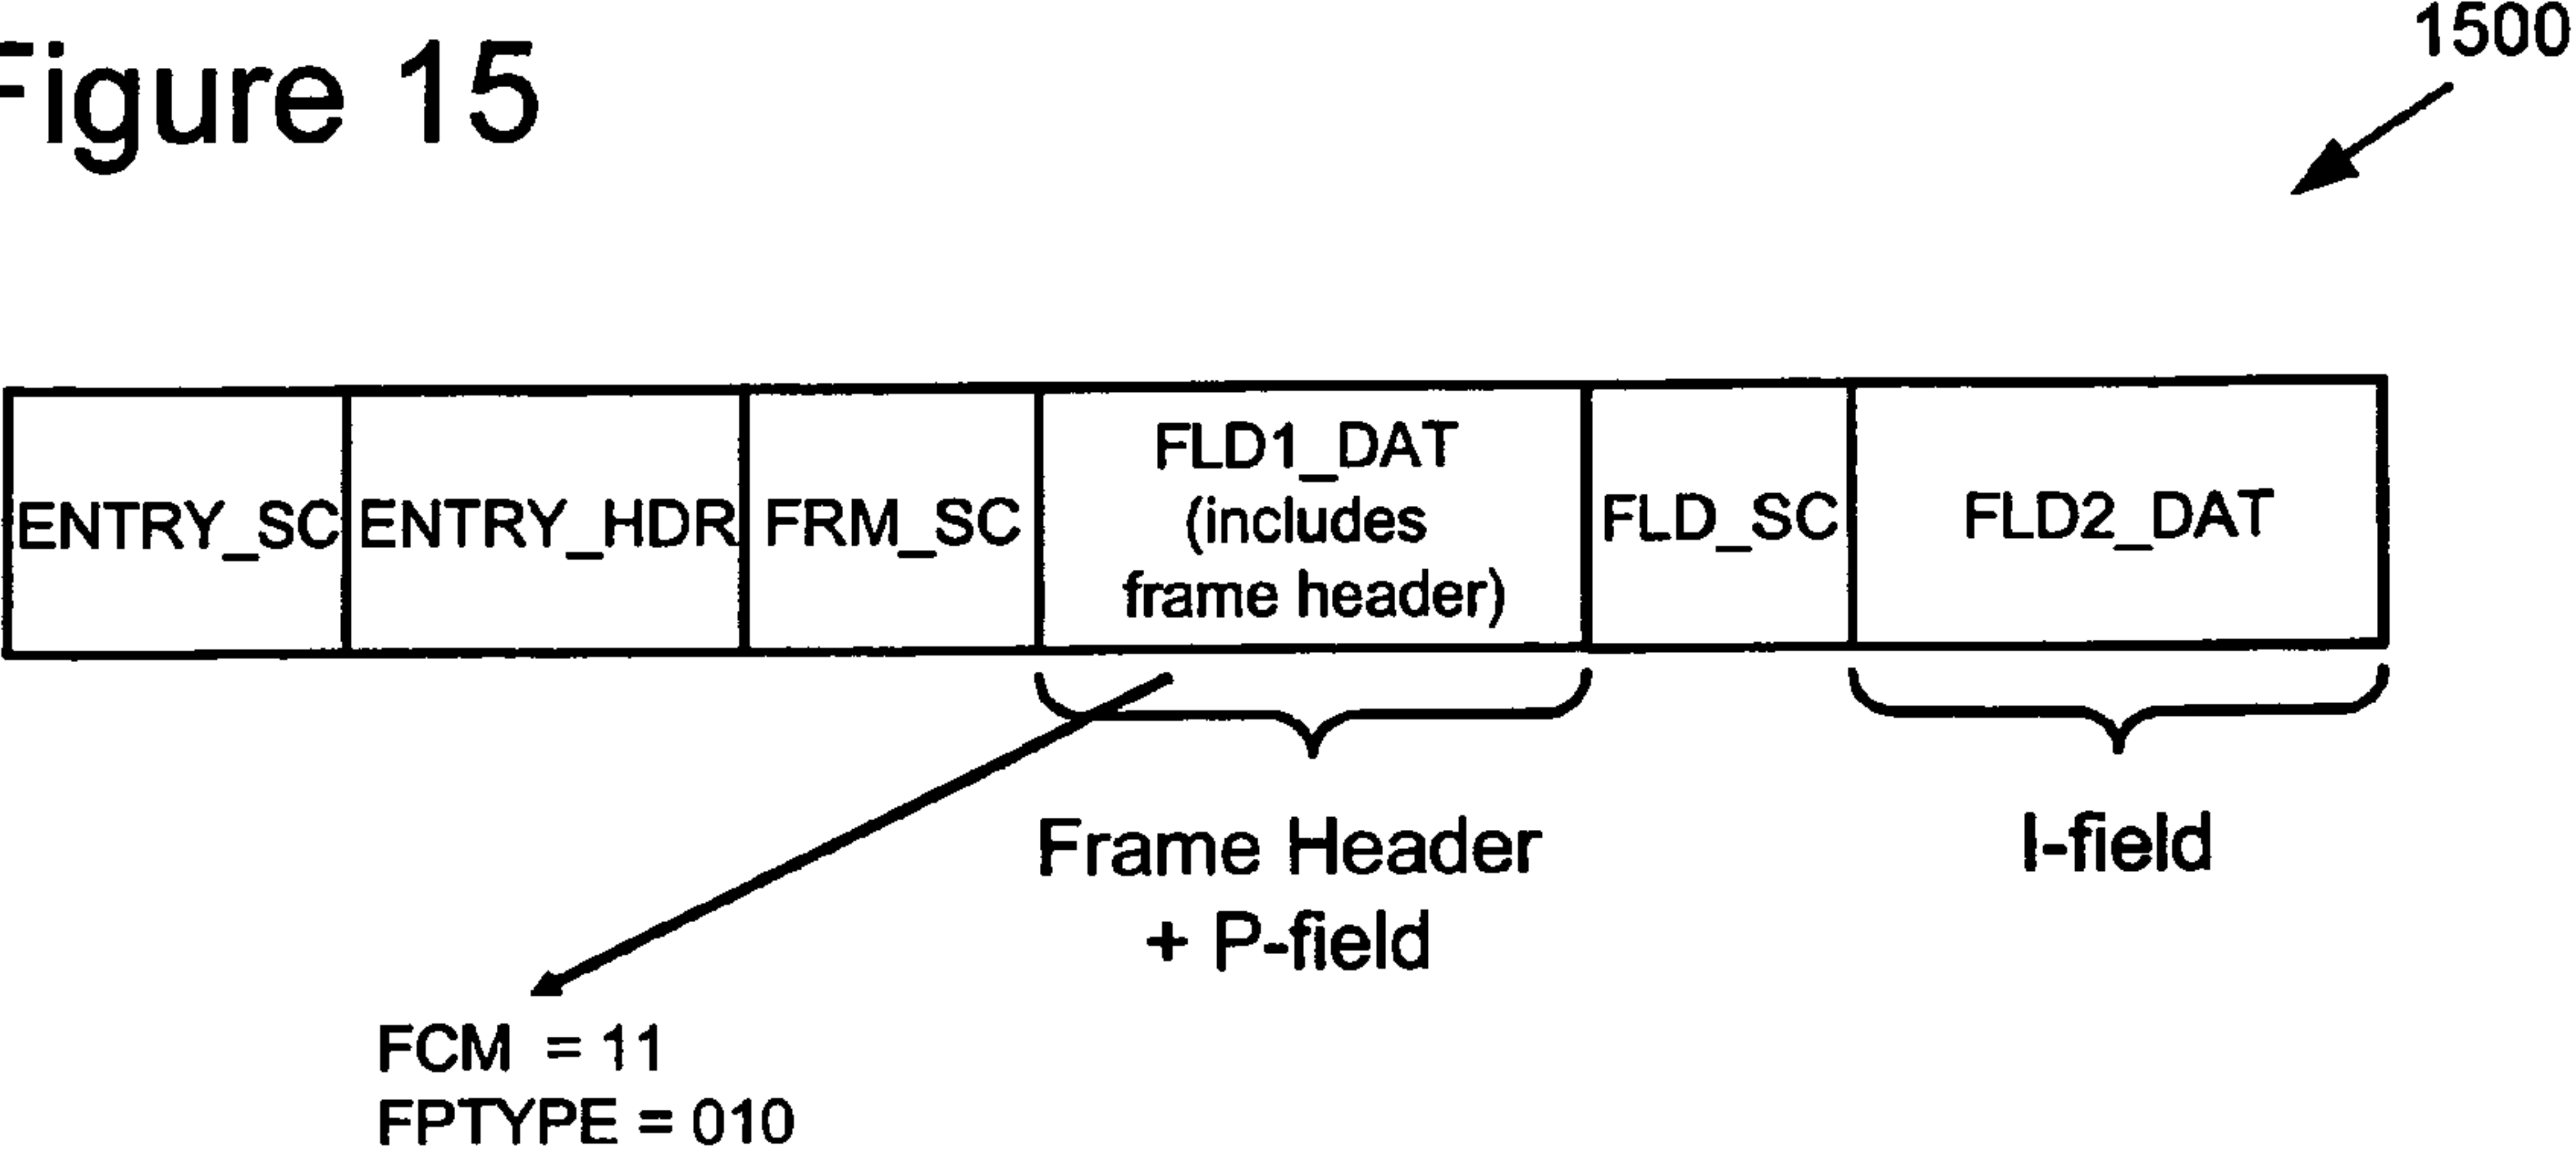 Figure 15
1500
ENTRY_SC ENTRY_HDR FRM_SC FLD1_DAT (includes frame header) FLD_SC FLD2_DAT
Frame Header
+ P-field
I-field
FCM = 11
FPTYPE = 010